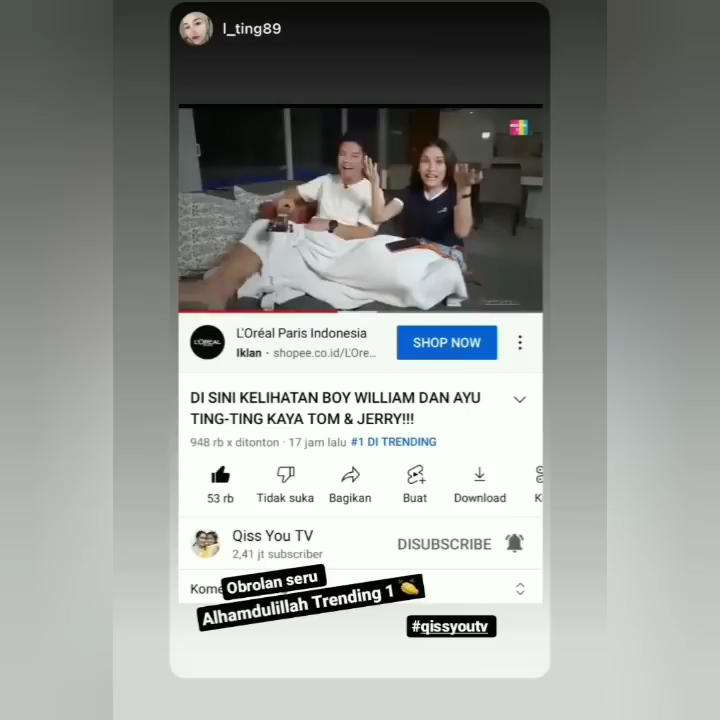 l_ting89
L'ORÉAL
L'Oréal Paris Indonesia
Iklan · shopee.co.id/L'Ore...
SHOP NOW
DI SINI KELIHATAN BOY WILLIAM DAN AYU
TING-TING KAYA TOM & JERRY!!!
948 rb x ditonton · 17 jam lalu #1 DI TRENDING
53 rb
Tidak suka
Bagikan
Buat
Download
K
Qiss You TV
2,41 jt subscriber
DISUBSCRIBE
Kome
Obrolan seru
Alhamdulillah Trending 1
#qissyoutv